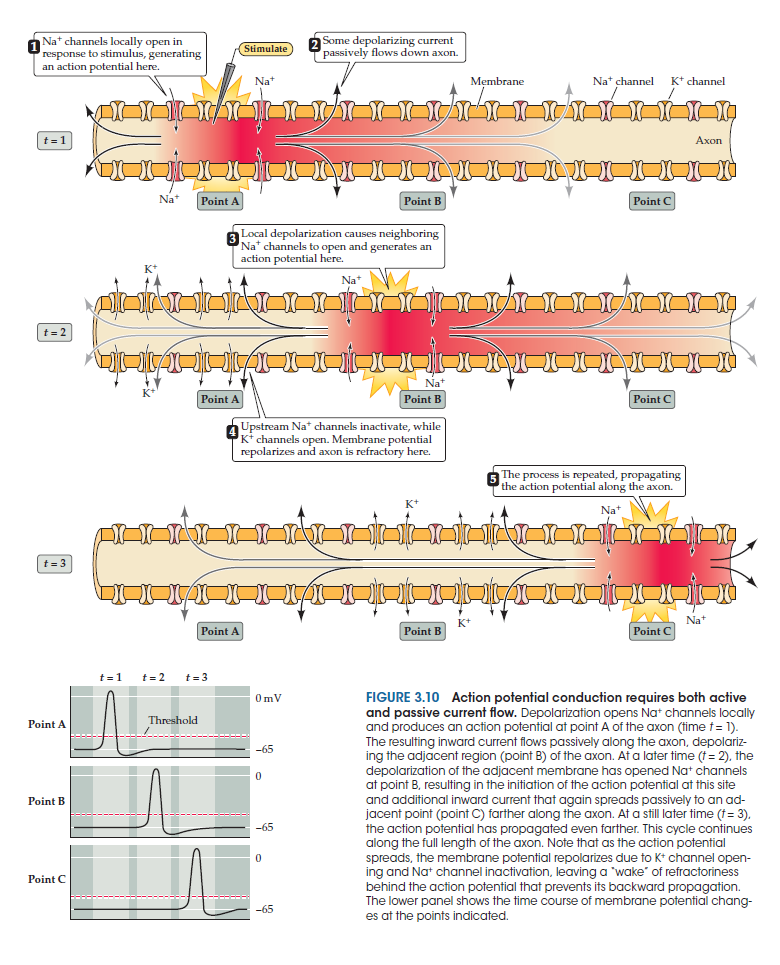 1 Na⁺ channels locally open in
response to stimulus, generating
an action potential here.
Stimulate
2 Some depolarizing current
passively flows down axon.
Na⁺
Membrane
Na⁺ channel
K⁺ channel
t = 1
Axon
Na⁺
Point A
Point B
Point C
3 Local depolarization causes neighboring
Na⁺ channels to open and generates an
action potential here.
K⁺
Na⁺
t = 2
K⁺
Na⁺
Point A
Point B
Point C
4 Upstream Na⁺ channels inactivate, while
K⁺ channels open. Membrane potential
repolarizes and axon is refractory here.
5 The process is repeated, propagating
the action potential along the axon.
K⁺
Na⁺
t = 3
K⁺
Na⁺
Point A
Point B
Point C
t = 1 t = 2 t = 3
0 mV
Point A
Threshold
–65
0
Point B
–65
0
Point C
–65
FIGURE 3.10 Action potential conduction requires both active
and passive current flow. Depolarization opens Na⁺ channels locally
and produces an action potential at point A of the axon (time t = 1).
The resulting inward current flows passively along the axon, depolariz-
ing the adjacent region (point B) of the axon. At a later time (t = 2), the
depolarization of the adjacent membrane has opened Na⁺ channels
at point B, resulting in the initiation of the action potential at this site
and additional inward current that again spreads passively to an ad-
jacent point (point C) farther along the axon. At a still later time (t = 3),
the action potential has propagated even farther. This cycle continues
along the full length of the axon. Note that as the action potential
spreads, the membrane potential repolarizes due to K⁺ channel open-
ing and Na⁺ channel inactivation, leaving a "wake" of refractoriness
behind the action potential that prevents its backward propagation.
The lower panel shows the time course of membrane potential chang-
es at the points indicated.